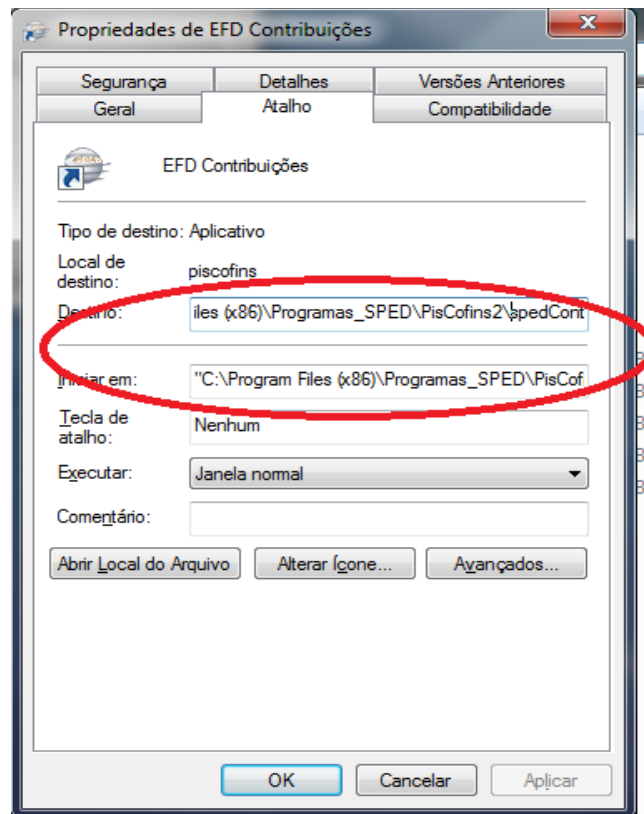 Propriedades de EFD Contribuições
Segurança Detalhes Versões Anteriores
Geral Atalho Compatibilidade
EFD Contribuições
Tipo de destino: Aplicativo
Local de destino: piscofins
Destino: iles (x86)\Programas_SPED\PisCofins2\spedCont
Iniciar em: "C:\Program Files (x86)\Programas_SPED\PisCof
Tecla de atalho: Nenhum
Executar: Janela normal
Comentário:
Abrir Local do Arquivo Alterar Ícone... Avançados...
OK Cancelar Aplicar